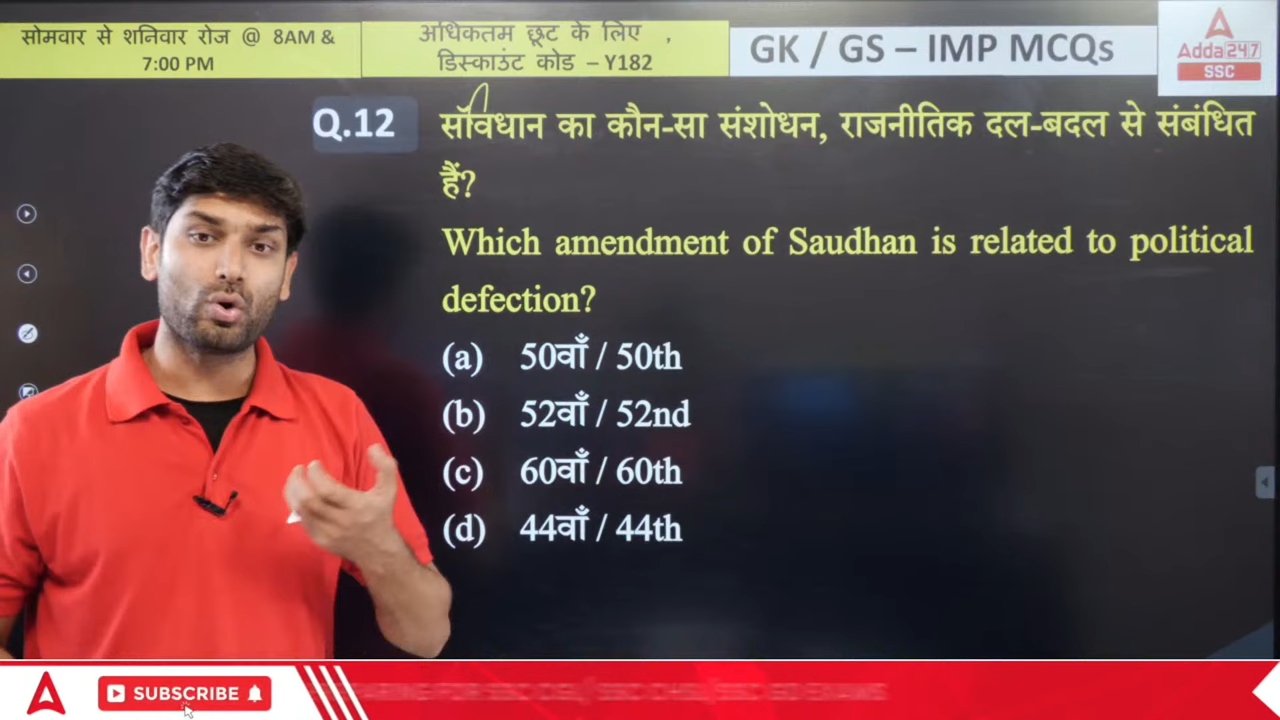 सोमवार से शनिवार रोज @ 8AM &
7:00 PM
अधिकतम छूट के लिए ,
डिस्काउंट कोड – Y182
GK / GS – IMP MCQs
Adda 247
SSC
Q.12
सविधान का कौन-सा संशोधन, राजनीतिक दल-बदल से संबंधित
हैं?
Which amendment of Saudhan is related to political
defection?
(a) 50वाँ / 50th
(b) 52वाँ / 52nd
(c) 60वाँ / 60th
(d) 44वाँ / 44th
SUBSCRIBE